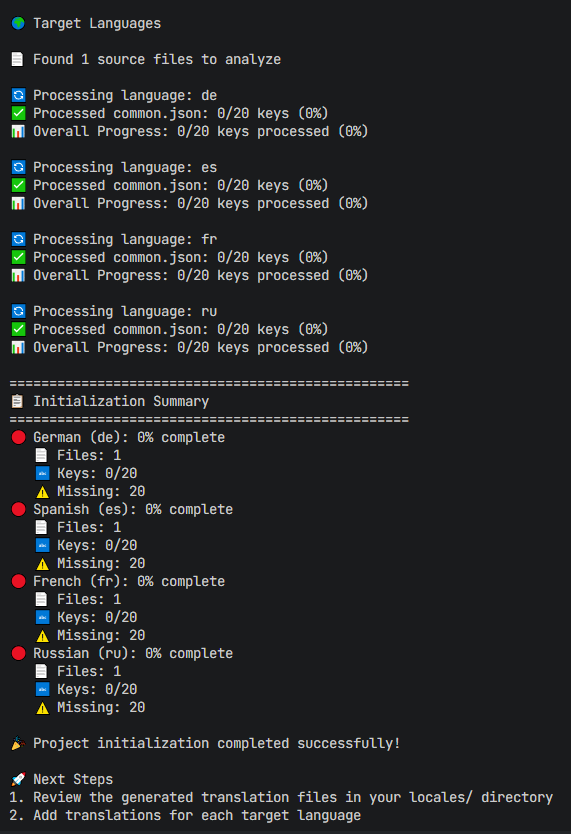 🌍 Target Languages
📄 Found 1 source files to analyze
🔄 Processing language: de
✅ Processed common.json: 0/20 keys (0%)
📊 Overall Progress: 0/20 keys processed (0%)
🔄 Processing language: es
✅ Processed common.json: 0/20 keys (0%)
📊 Overall Progress: 0/20 keys processed (0%)
🔄 Processing language: fr
✅ Processed common.json: 0/20 keys (0%)
📊 Overall Progress: 0/20 keys processed (0%)
🔄 Processing language: ru
✅ Processed common.json: 0/20 keys (0%)
📊 Overall Progress: 0/20 keys processed (0%)
==================================================
📋 Initialization Summary
==================================================
🔴 German (de): 0% complete
📄 Files: 1
🔤 Keys: 0/20
⚠️ Missing: 20
🔴 Spanish (es): 0% complete
📄 Files: 1
🔤 Keys: 0/20
⚠️ Missing: 20
🔴 French (fr): 0% complete
📄 Files: 1
🔤 Keys: 0/20
⚠️ Missing: 20
🔴 Russian (ru): 0% complete
📄 Files: 1
🔤 Keys: 0/20
⚠️ Missing: 20
🎉 Project initialization completed successfully!
🚀 Next Steps
1. Review the generated translation files in your locales/ directory
2. Add translations for each target language